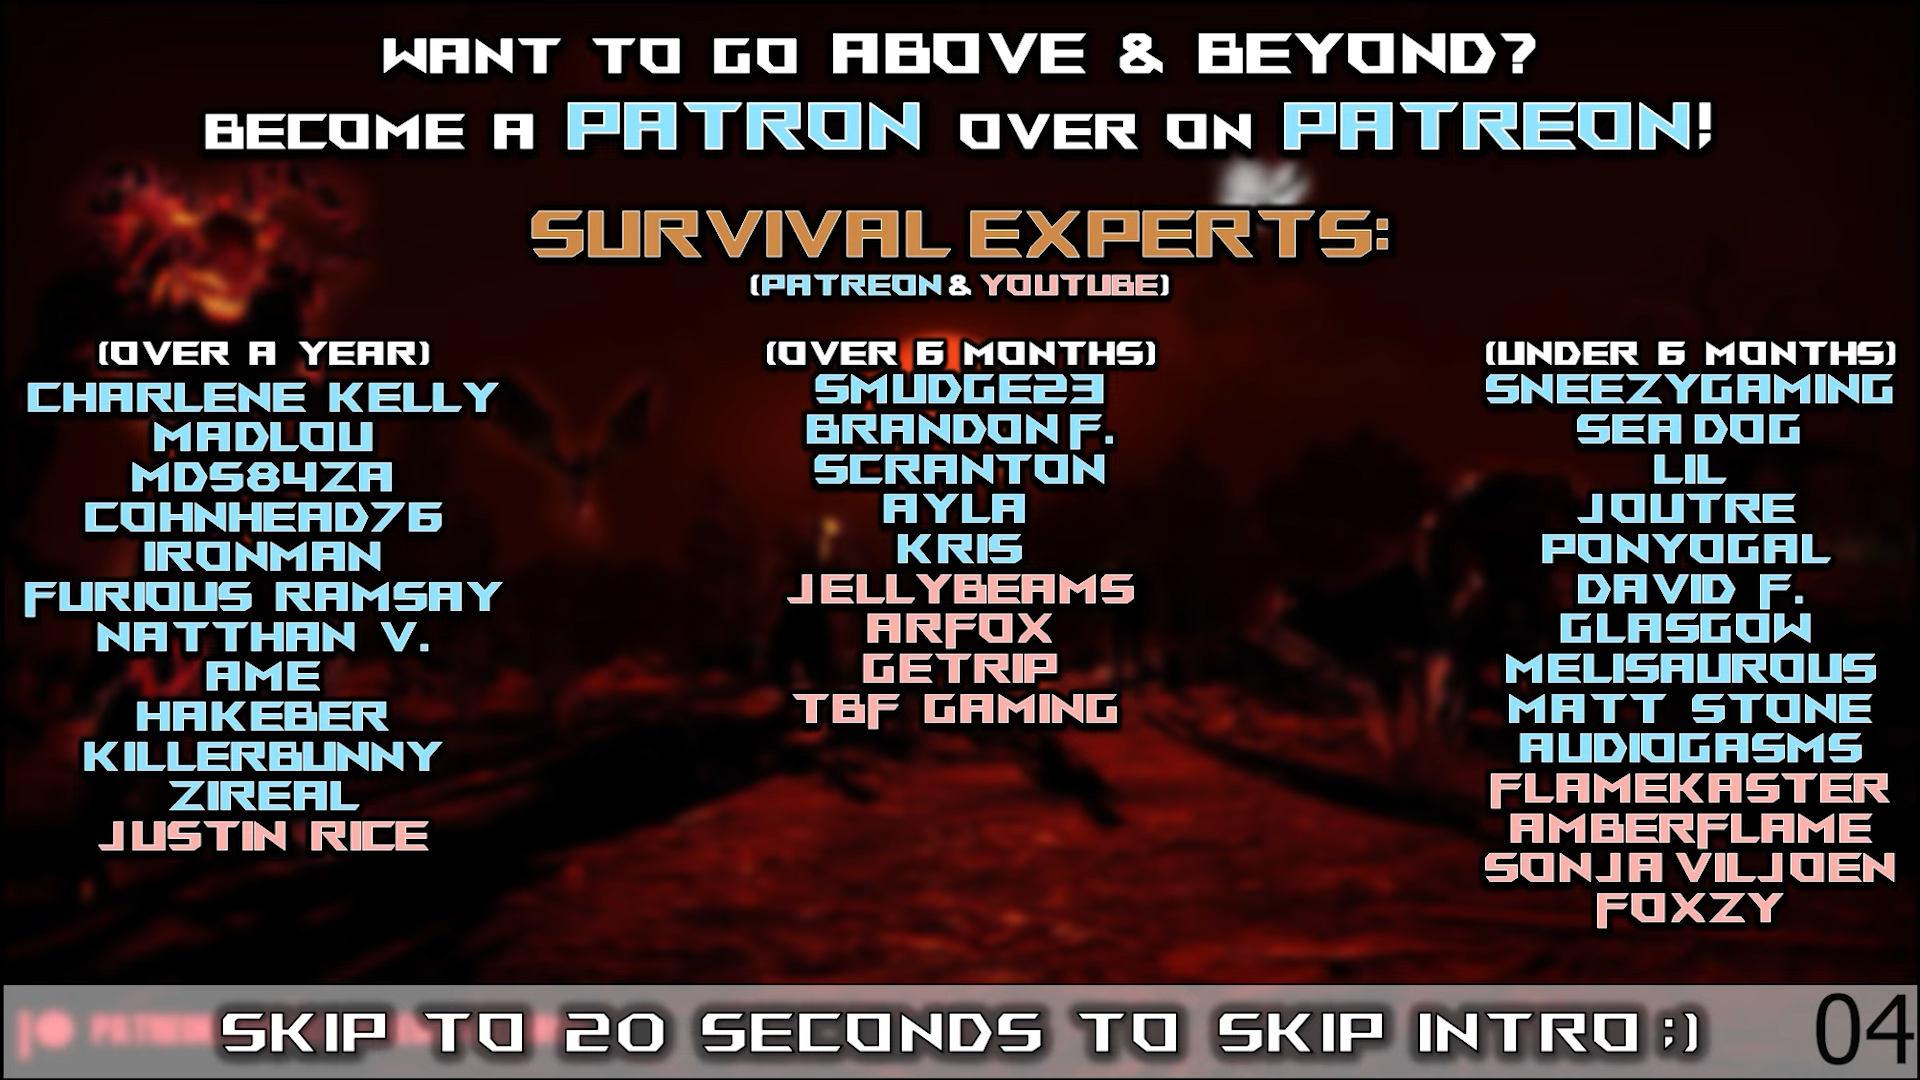 WANT TO GO ABOVE & BEYOND?
BECOME A PATRON OVER ON PATREON!
SURVIVAL EXPERTS:
(PATREON & YOUTUBE)
(OVER A YEAR)
CHARLENE KELLY
MADLOU
MDS84ZA
COHNHEAD76
IRONMAN
FURIOUS RAMSAY
NATTHAN V.
AME
HAKEBER
KILLERBUNNY
ZIREAL
JUSTIN RICE
(OVER 6 MONTHS)
SMUDGE23
BRANDON F.
SCRANTON
AYLA
KRIS
JELLYBEAMS
ARFOX
GETRIP
TBF GAMING
(UNDER 6 MONTHS)
SNEEZYGAMING
SEA DOG
LIL
JOUTRE
PONYOGAL
DAVID F.
GLASGOW
MELISAUROUS
MATT STONE
AUDIOGASMS
FLAMEKASTER
AMBERFLAME
SONJA VILJOEN
FOXZY
SKIP TO 20 SECONDS TO SKIP INTRO ;)
04